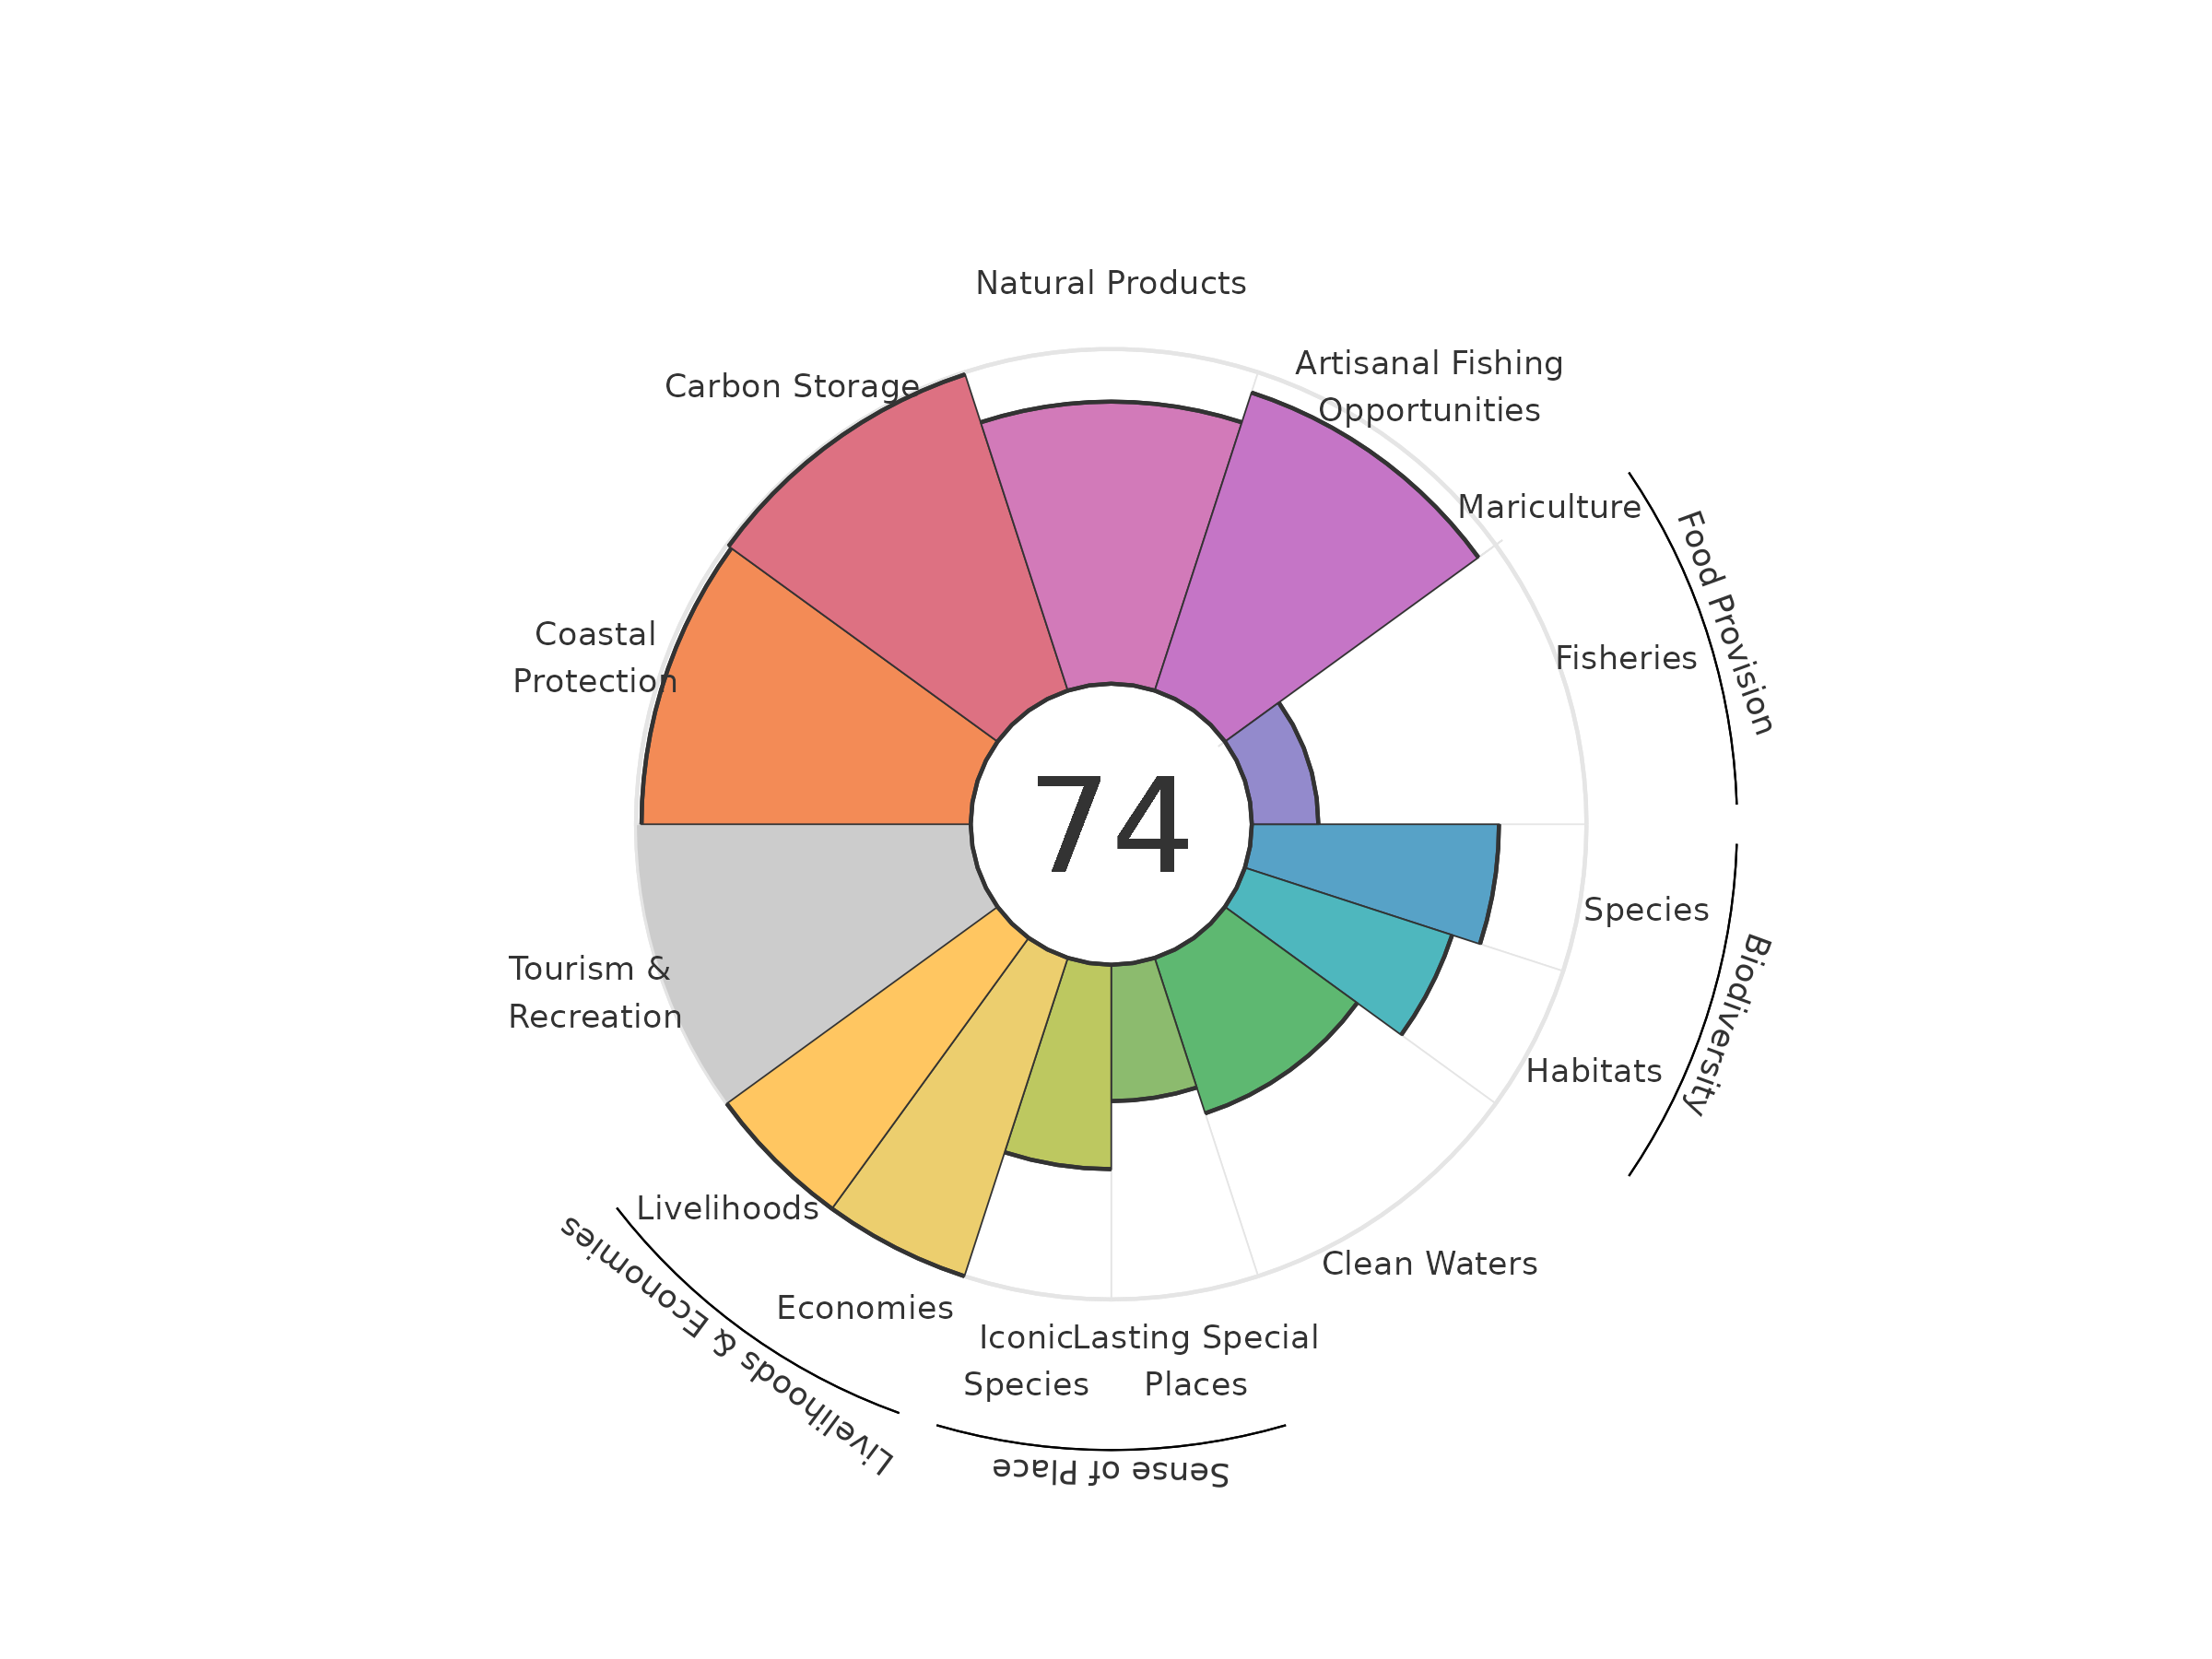 Natural Products
Artisanal Fishing
Opportunities
Carbon Storage
Mariculture
Food Provision
Fisheries
Coastal
Protection
74
Species
Biodiversity
Tourism &
Recreation
Habitats
Livelihoods
Clean Waters
Economies
Livelihoods & Economies
Iconic
Species
Lasting Special
Places
Sense of Place